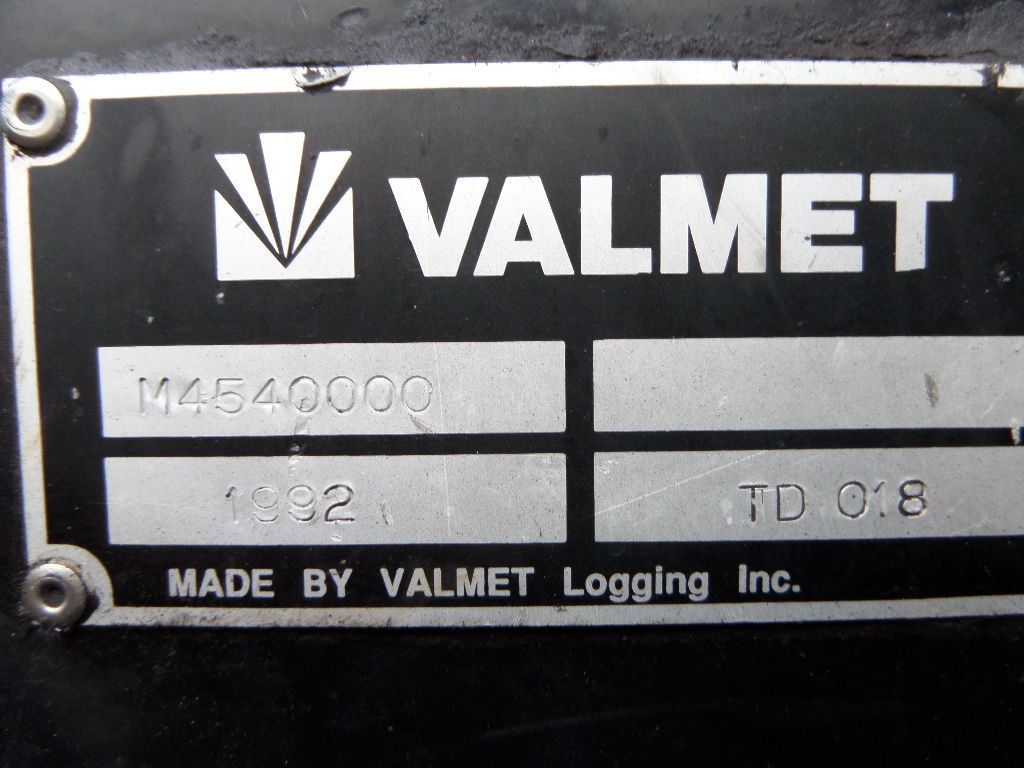 VALMET
M4540000
1992 TD 018
MADE BY VALMET Logging Inc.